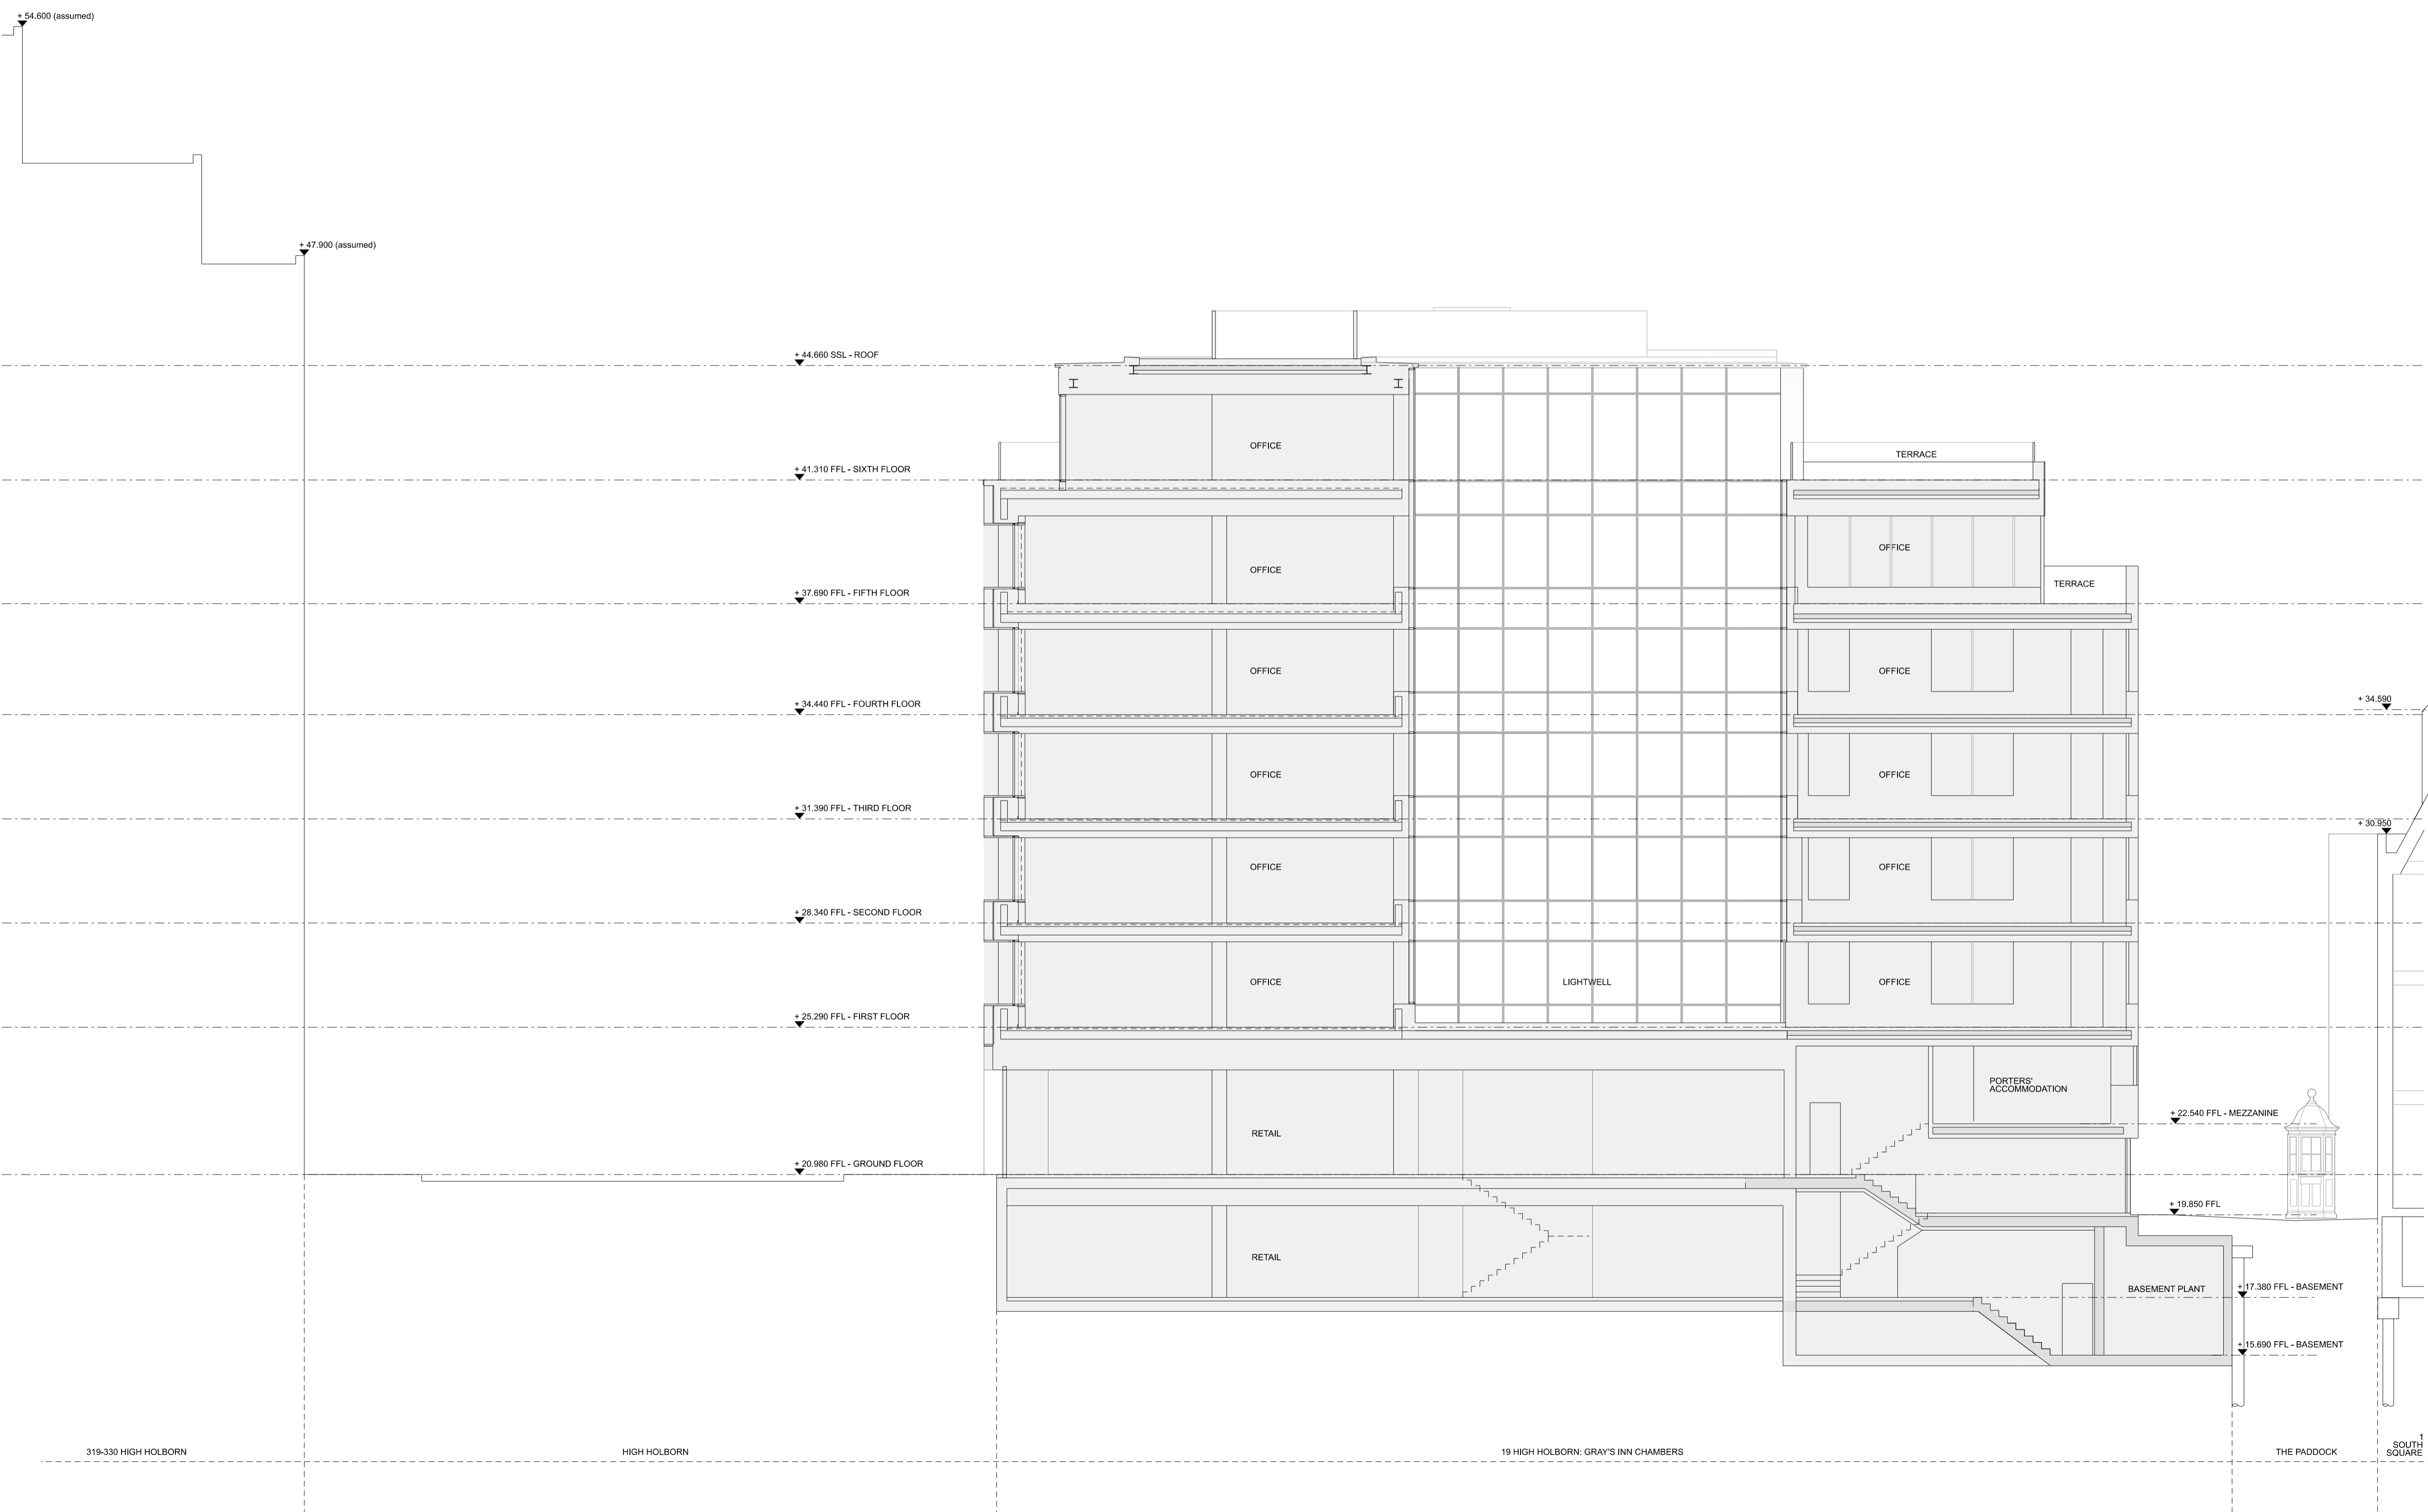 + 54.600 (assumed)
+ 47.900 (assumed)
+ 44.660 SSL - ROOF
OFFICE
TERRACE
+ 41.310 FFL - SIXTH FLOOR
OFFICE
OFFICE
TERRACE
+ 37.690 FFL - FIFTH FLOOR
OFFICE
OFFICE
+ 34.440 FFL - FOURTH FLOOR
+ 34.590
OFFICE
OFFICE
+ 31.390 FFL - THIRD FLOOR
+ 30.950
OFFICE
OFFICE
+ 28.340 FFL - SECOND FLOOR
OFFICE
LIGHTWELL
OFFICE
+ 25.290 FFL - FIRST FLOOR
PORTERS'
ACCOMMODATION
+ 22.540 FFL - MEZZANINE
RETAIL
+ 20.980 FFL - GROUND FLOOR
+ 19.850 FFL
RETAIL
BASEMENT PLANT
+ 17.380 FFL - BASEMENT
+ 15.690 FFL - BASEMENT
319-330 HIGH HOLBORN
HIGH HOLBORN
19 HIGH HOLBORN: GRAY'S INN CHAMBERS
THE PADDOCK
1
SOUTH
SQUARE